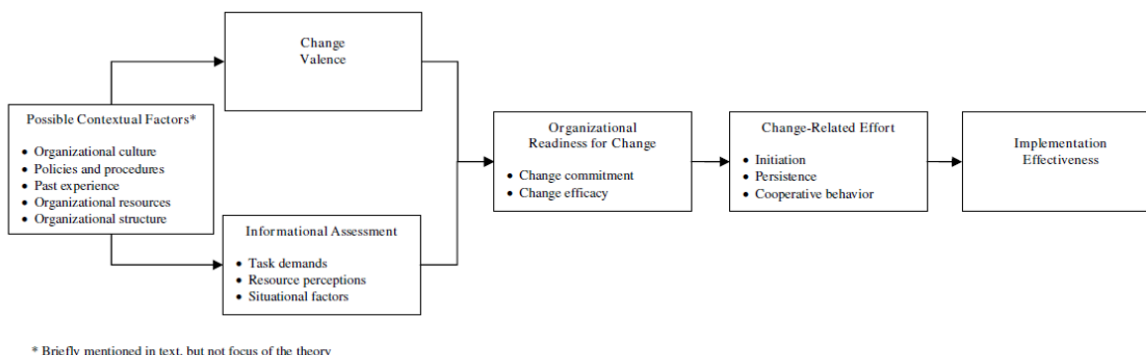 Possible Contextual Factors*
• Organizational culture
• Policies and procedures
• Past experience
• Organizational resources
• Organizational structure
Change
Valence
Informational Assessment
• Task demands
• Resource perceptions
• Situational factors
Organizational
Readiness for Change
• Change commitment
• Change efficacy
Change-Related Effort
• Initiation
• Persistence
• Cooperative behavior
Implementation
Effectiveness
* Briefly mentioned in text, but not focus of the theory